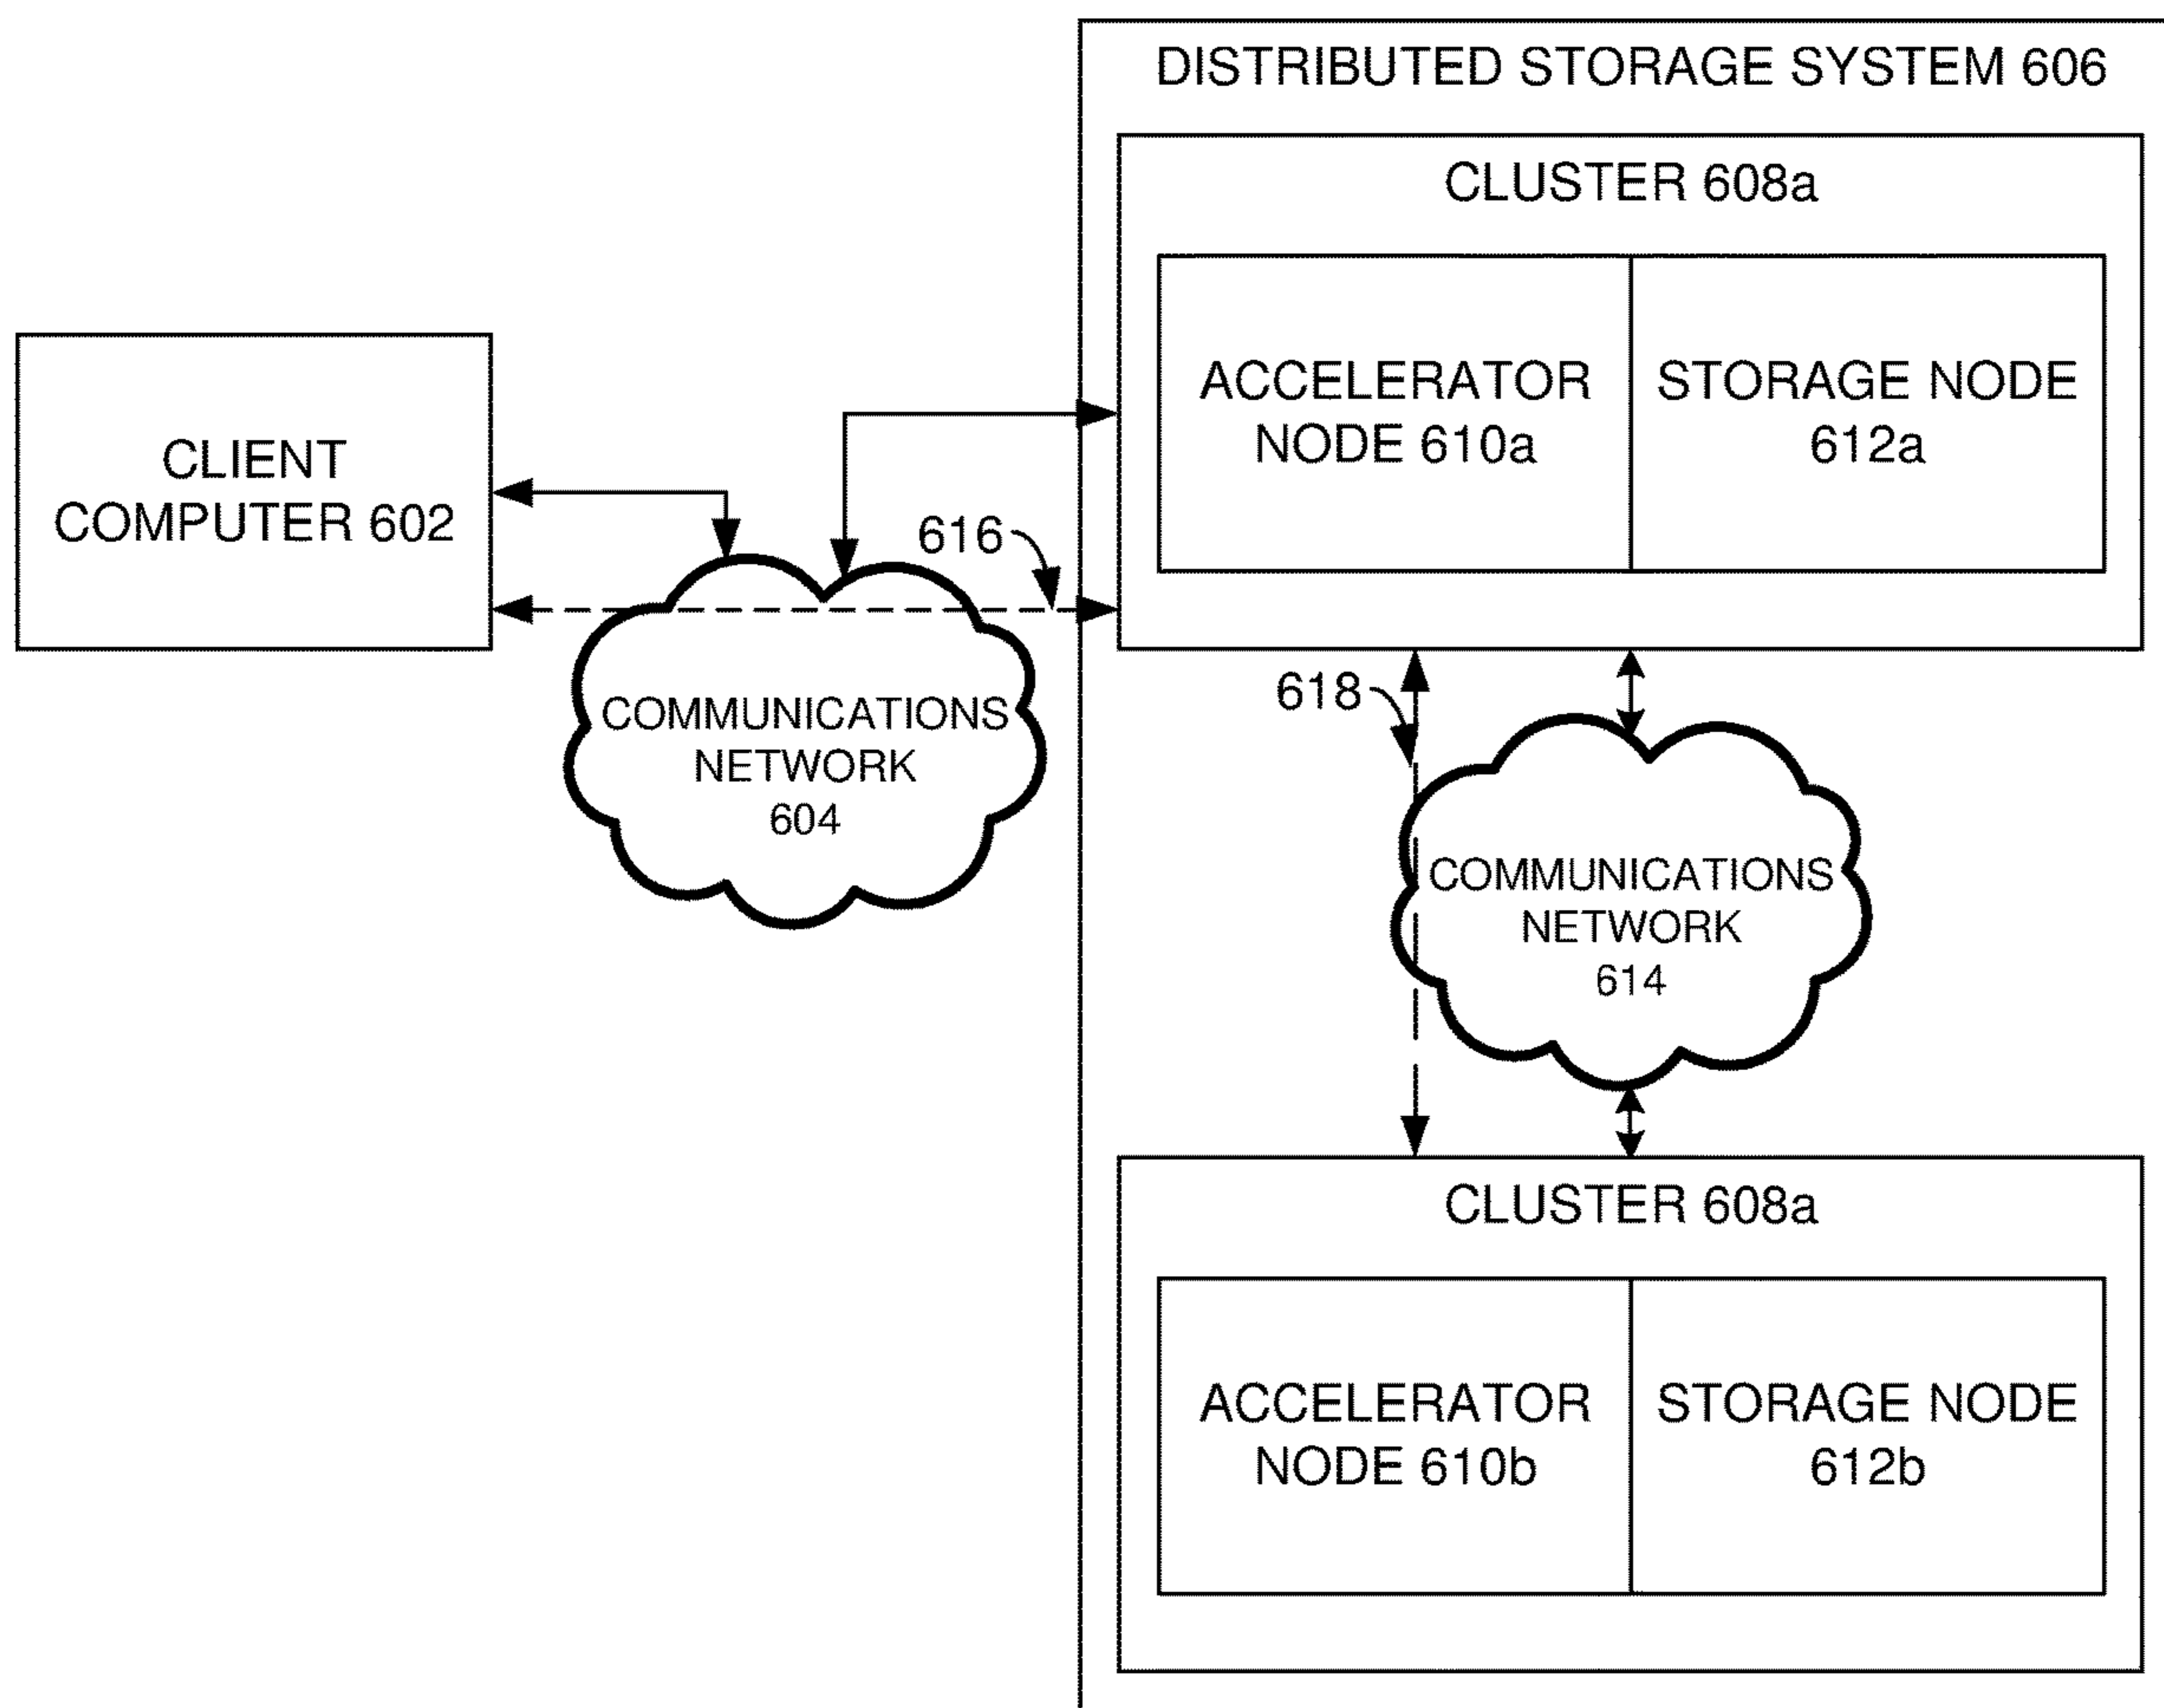 DISTRIBUTED STORAGE SYSTEM 606
CLUSTER 608a
ACCELERATOR
NODE 610a
STORAGE NODE
612a
CLIENT
COMPUTER 602
616
COMMUNICATIONS
NETWORK
604
618
COMMUNICATIONS
NETWORK
614
CLUSTER 608a
ACCELERATOR
NODE 610b
STORAGE NODE
612b